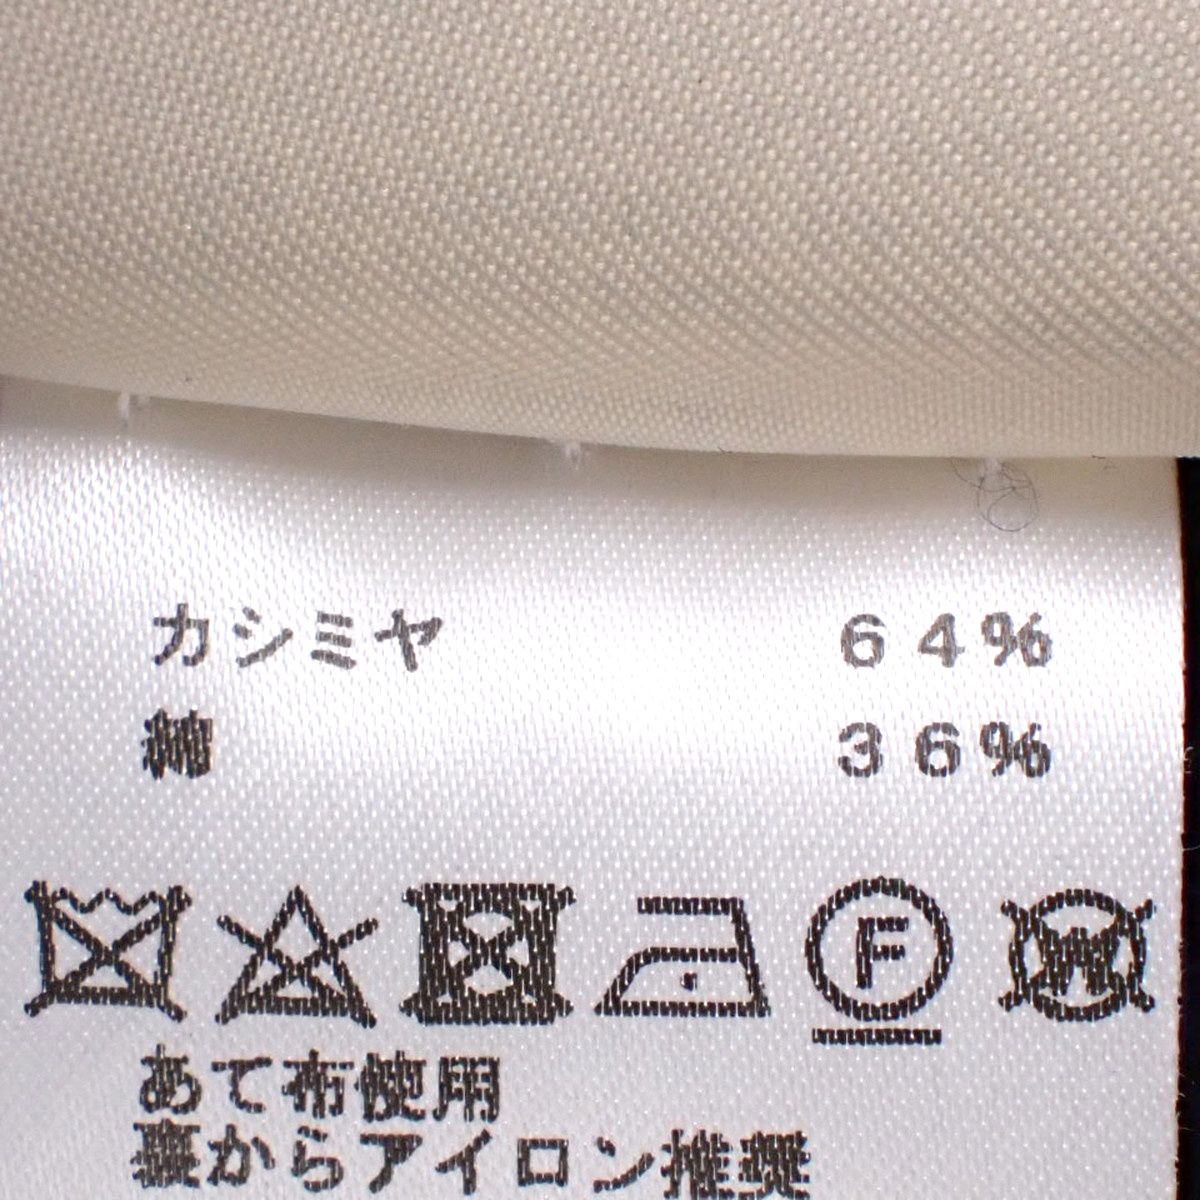 カシミヤ 64%
綿 36%
F W
あて布使用
裏からアイロン推奨